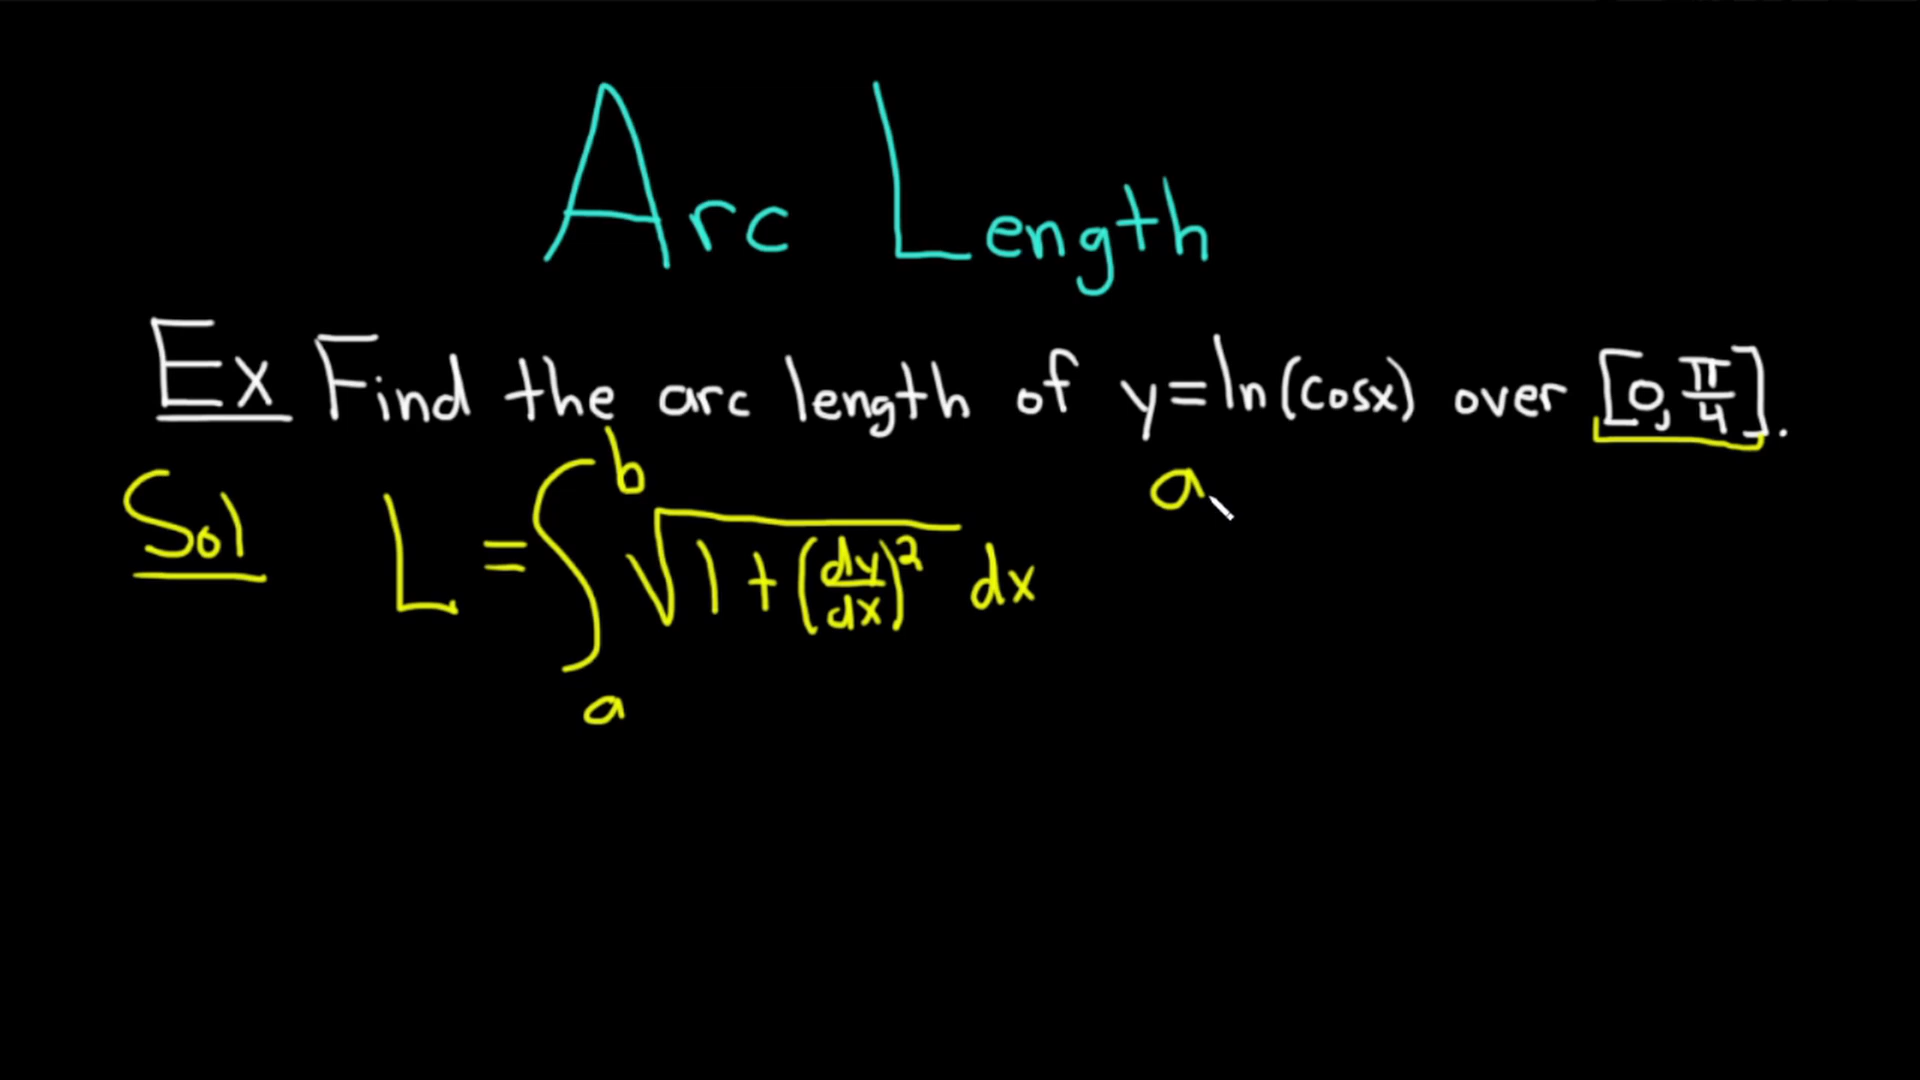 Arc Length
Ex Find the arc length of y=ln(cosx) over [0, π/4].
Sol L = ∫_a^b √(1 + (dy/dx)²) dx
a